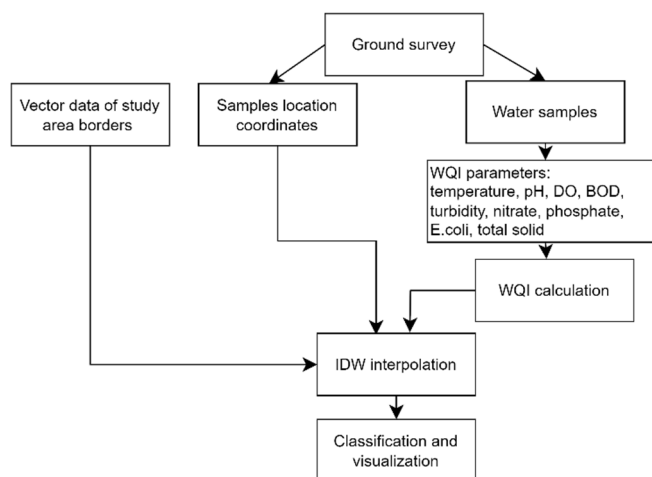 Ground survey
Vector data of study
area borders
Samples location
coordinates
Water samples
WQI parameters:
temperature, pH, DO, BOD,
turbidity, nitrate, phosphate,
E.coli, total solid
WQI calculation
IDW interpolation
Classification and
visualization